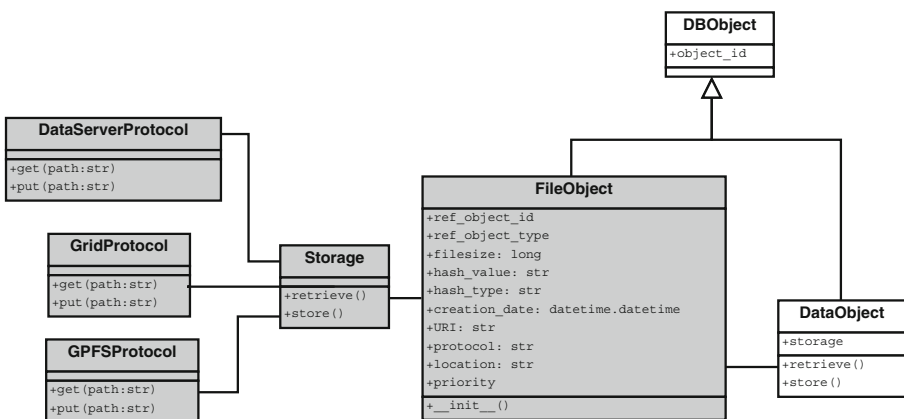 DBObject
+object_id
DataServerProtocol
+get(path:str)
+put(path:str)
GridProtocol
+get(path:str)
+put(path:str)
GPFSProtocol
+get(path:str)
+put(path:str)
Storage
+retrieve()
+store()
FileObject
+ref_object_id
+ref_object_type
+filesize: long
+hash_value: str
+hash_type: str
+creation_date: datetime.datetime
+URI: str
+protocol: str
+location: str
+priority
+__init__()
DataObject
+storage
+retrieve()
+store()